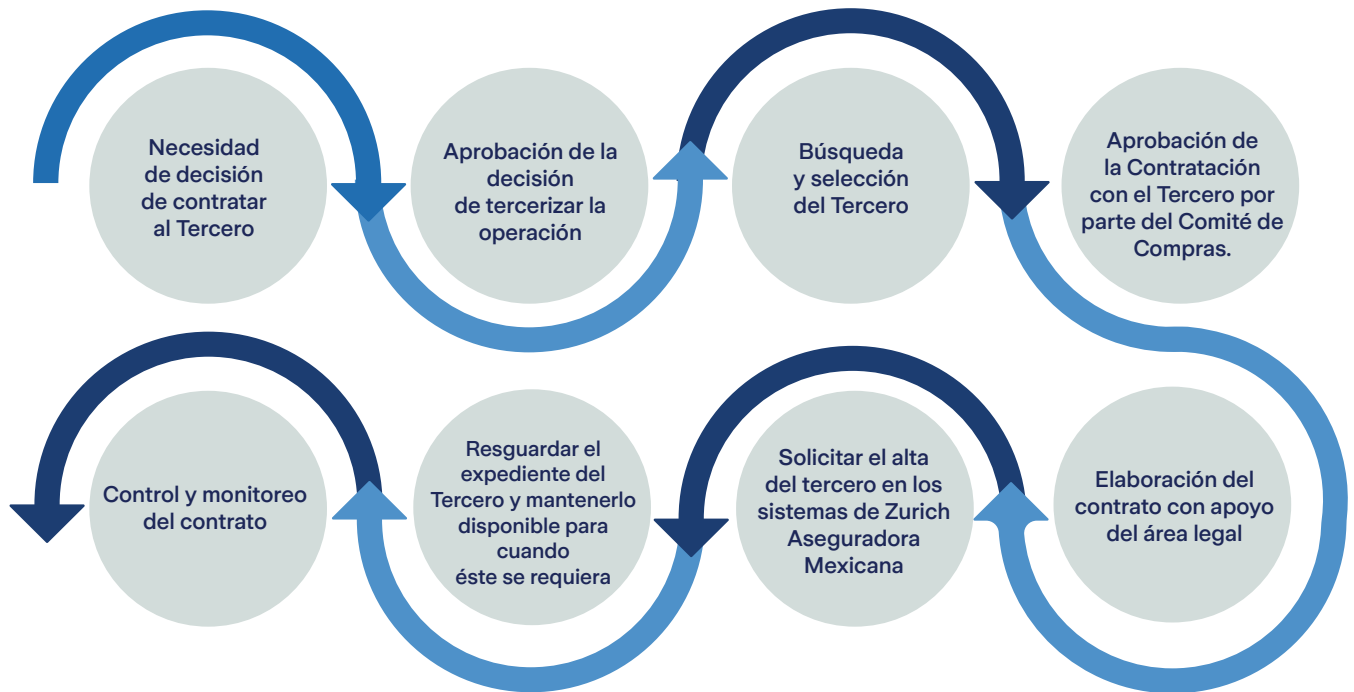 Necesidad
de decisión
de contratar
al Tercero
Aprobación de la
decisión
de tercerizar la
operación
Búsqueda
y selección
del Tercero
Aprobación de
la Contratación
con el Tercero por
parte del Comité de
Compras.
Elaboración del
contrato con apoyo
del área legal
Solicitar el alta
del tercero en los
sistemas de Zurich
Aseguradora
Mexicana
Resguardar el
expediente del
Tercero y mantenerlo
disponible para
cuando
éste se requiera
Control y monitoreo
del contrato